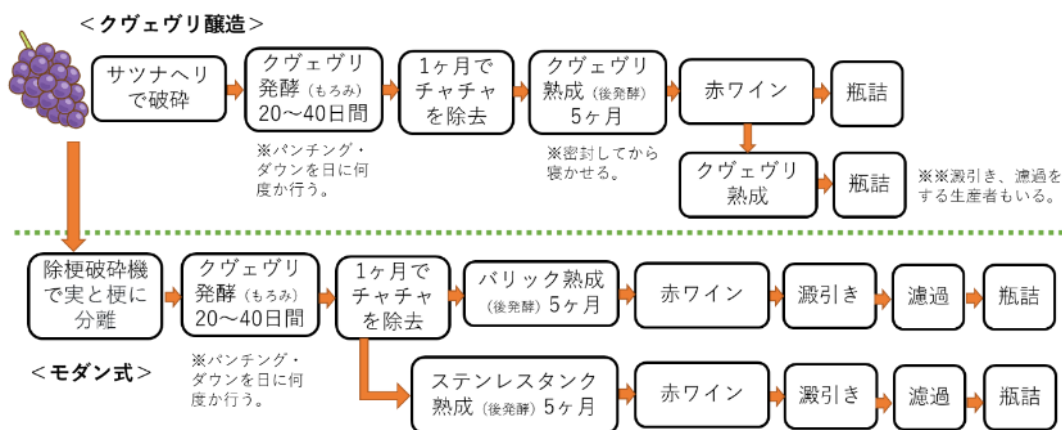 ＜クヴェヴリ醸造＞
サツナヘリ
で破砕
クヴェヴリ
発酵（もろみ）
20～40日間
※パンチング・
ダウンを日に何
度か行う。
1ヶ月で
チャチャ
を除去
クヴェヴリ
熟成（後発酵）
5ヶ月
※密封してから
寝かせる。
赤ワイン
瓶詰
クヴェヴリ
熟成
瓶詰
※※澱引き、濾過を
する生産者もいる。
除梗破砕機
で実と梗に
分離
クヴェヴリ
発酵（もろみ）
20～40日間
※パンチング・
ダウンを日に何
度か行う。
1ヶ月で
チャチャ
を除去
バリック熟成
（後発酵）5ヶ月
赤ワイン
澱引き
濾過
瓶詰
ステンレスタンク
熟成（後発酵）5ヶ月
赤ワイン
澱引き
濾過
瓶詰
＜モダン式＞